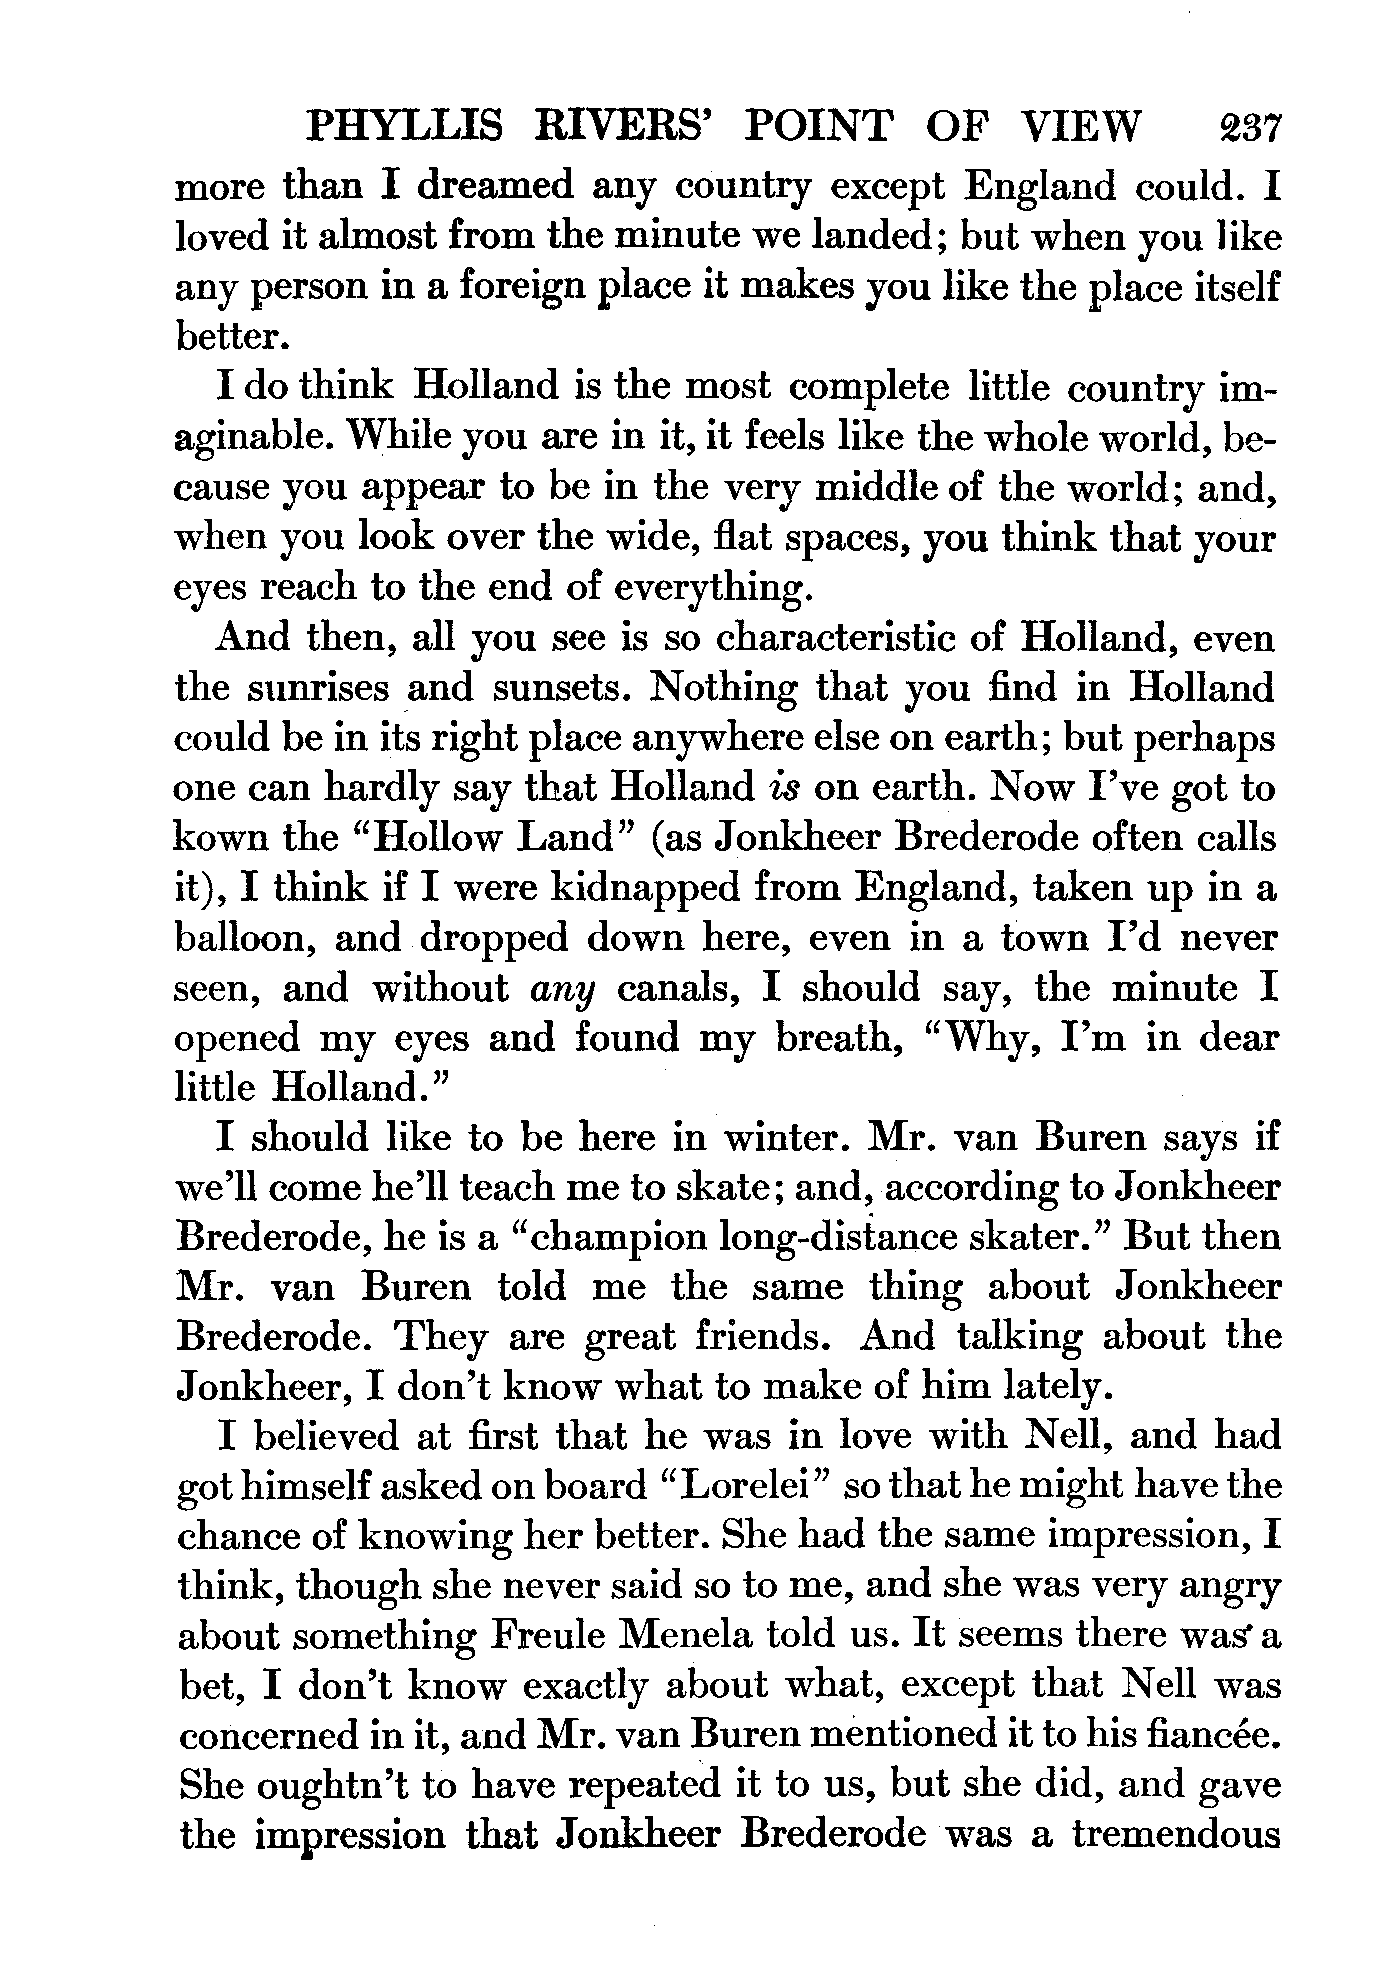 PHYLLIS RIVERS' POINT OF VIEW 237
more than I dreamed any country except England could. I
loved it almost from the minute we landed; but when you like
any person in a foreign place it makes you like the place itself
better.
I do think Holland is the most complete little country im-
aginable. While you are in it, it feels like the whole world, be-
cause you appear to be in the very middle of the world; and,
when you look over the wide, flat spaces, you think that your
eyes reach to the end of everything.
And then, all you see is so characteristic of Holland, even
the sunrises and sunsets. Nothing that you find in Holland
could be in its right place anywhere else on earth; but perhaps
one can hardly say that Holland is on earth. Now I've got to
kown the "Hollow Land" (as Jonkheer Brederode often calls
it), I think if I were kidnapped from England, taken up in a
balloon, and dropped down here, even in a town I'd never
seen, and without any canals, I should say, the minute I
opened my eyes and found my breath, "Why, I'm in dear
little Holland."
I should like to be here in winter. Mr. van Buren says if
we'll come he'll teach me to skate; and, according to Jonkheer
Brederode, he is a "champion long-distance skater." But then
Mr. van Buren told me the same thing about Jonkheer
Brederode. They are great friends. And talking about the
Jonkheer, I don't know what to make of him lately.
I believed at first that he was in love with Nell, and had
got himself asked on board "Lorelei" so that he might have the
chance of knowing her better. She had the same impression, I
think, though she never said so to me, and she was very angry
about something Freule Menela told us. It seems there was a
bet, I don't know exactly about what, except that Nell was
concerned in it, and Mr. van Buren mentioned it to his fiancée.
She oughtn't to have repeated it to us, but she did, and gave
the impression that Jonkheer Brederode was a tremendous